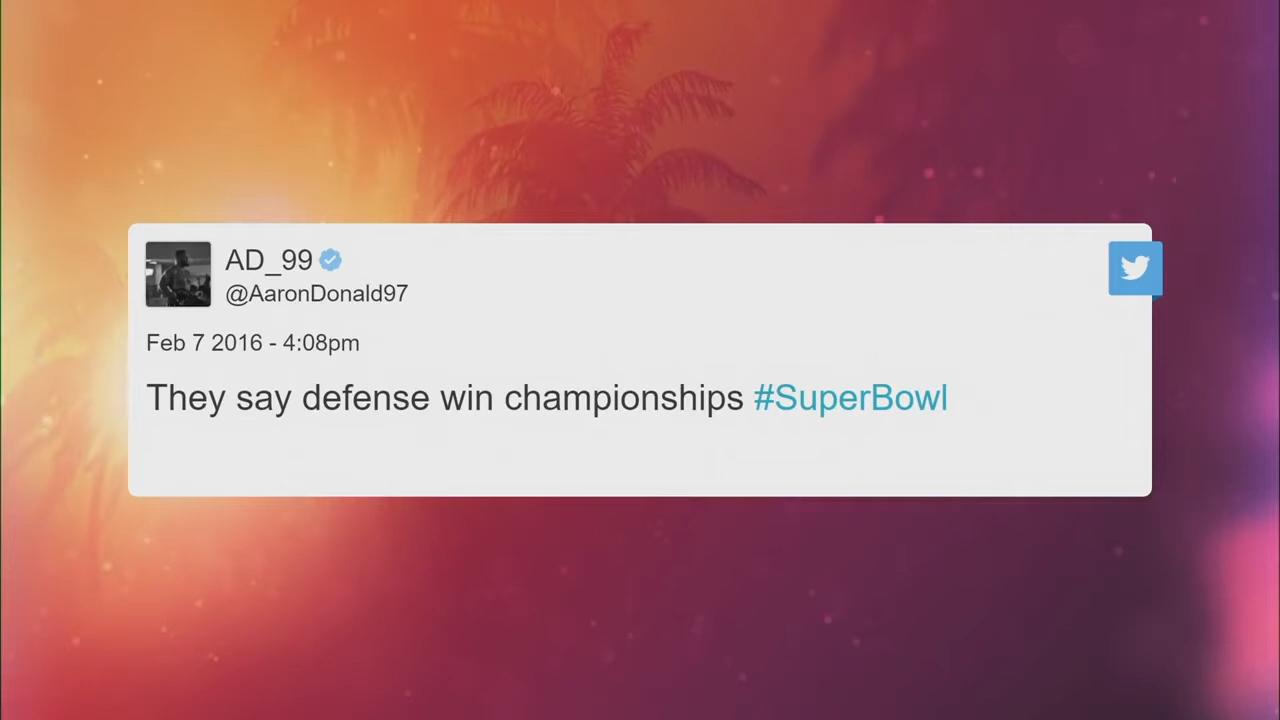 AD_99
@AaronDonald97
Feb 7 2016 - 4:08pm
They say defense win championships #SuperBowl